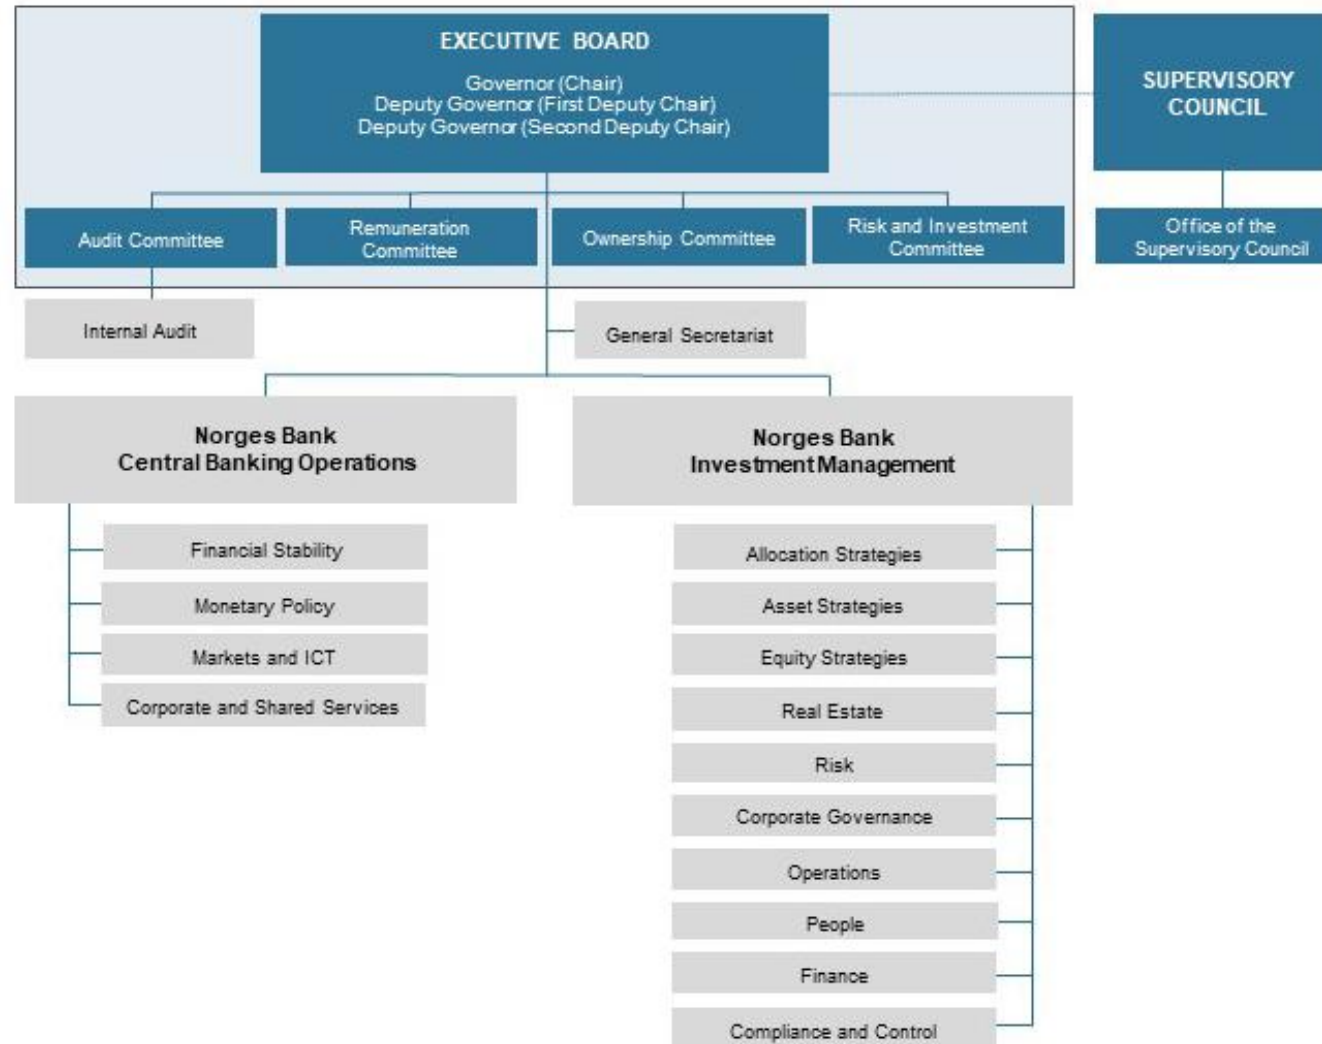 EXECUTIVE BOARD
Governor (Chair)
Deputy Governor (First Deputy Chair)
Deputy Governor (Second Deputy Chair)
SUPERVISORY
COUNCIL
Audit Committee
Remuneration
Committee
Ownership Committee
Risk and Investment
Committee
Office of the
Supervisory Council
Internal Audit
General Secretariat
Norges Bank
Central Banking Operations
Norges Bank
Investment Management
Financial Stability
Monetary Policy
Markets and ICT
Corporate and Shared Services
Allocation Strategies
Asset Strategies
Equity Strategies
Real Estate
Risk
Corporate Governance
Operations
People
Finance
Compliance and Control